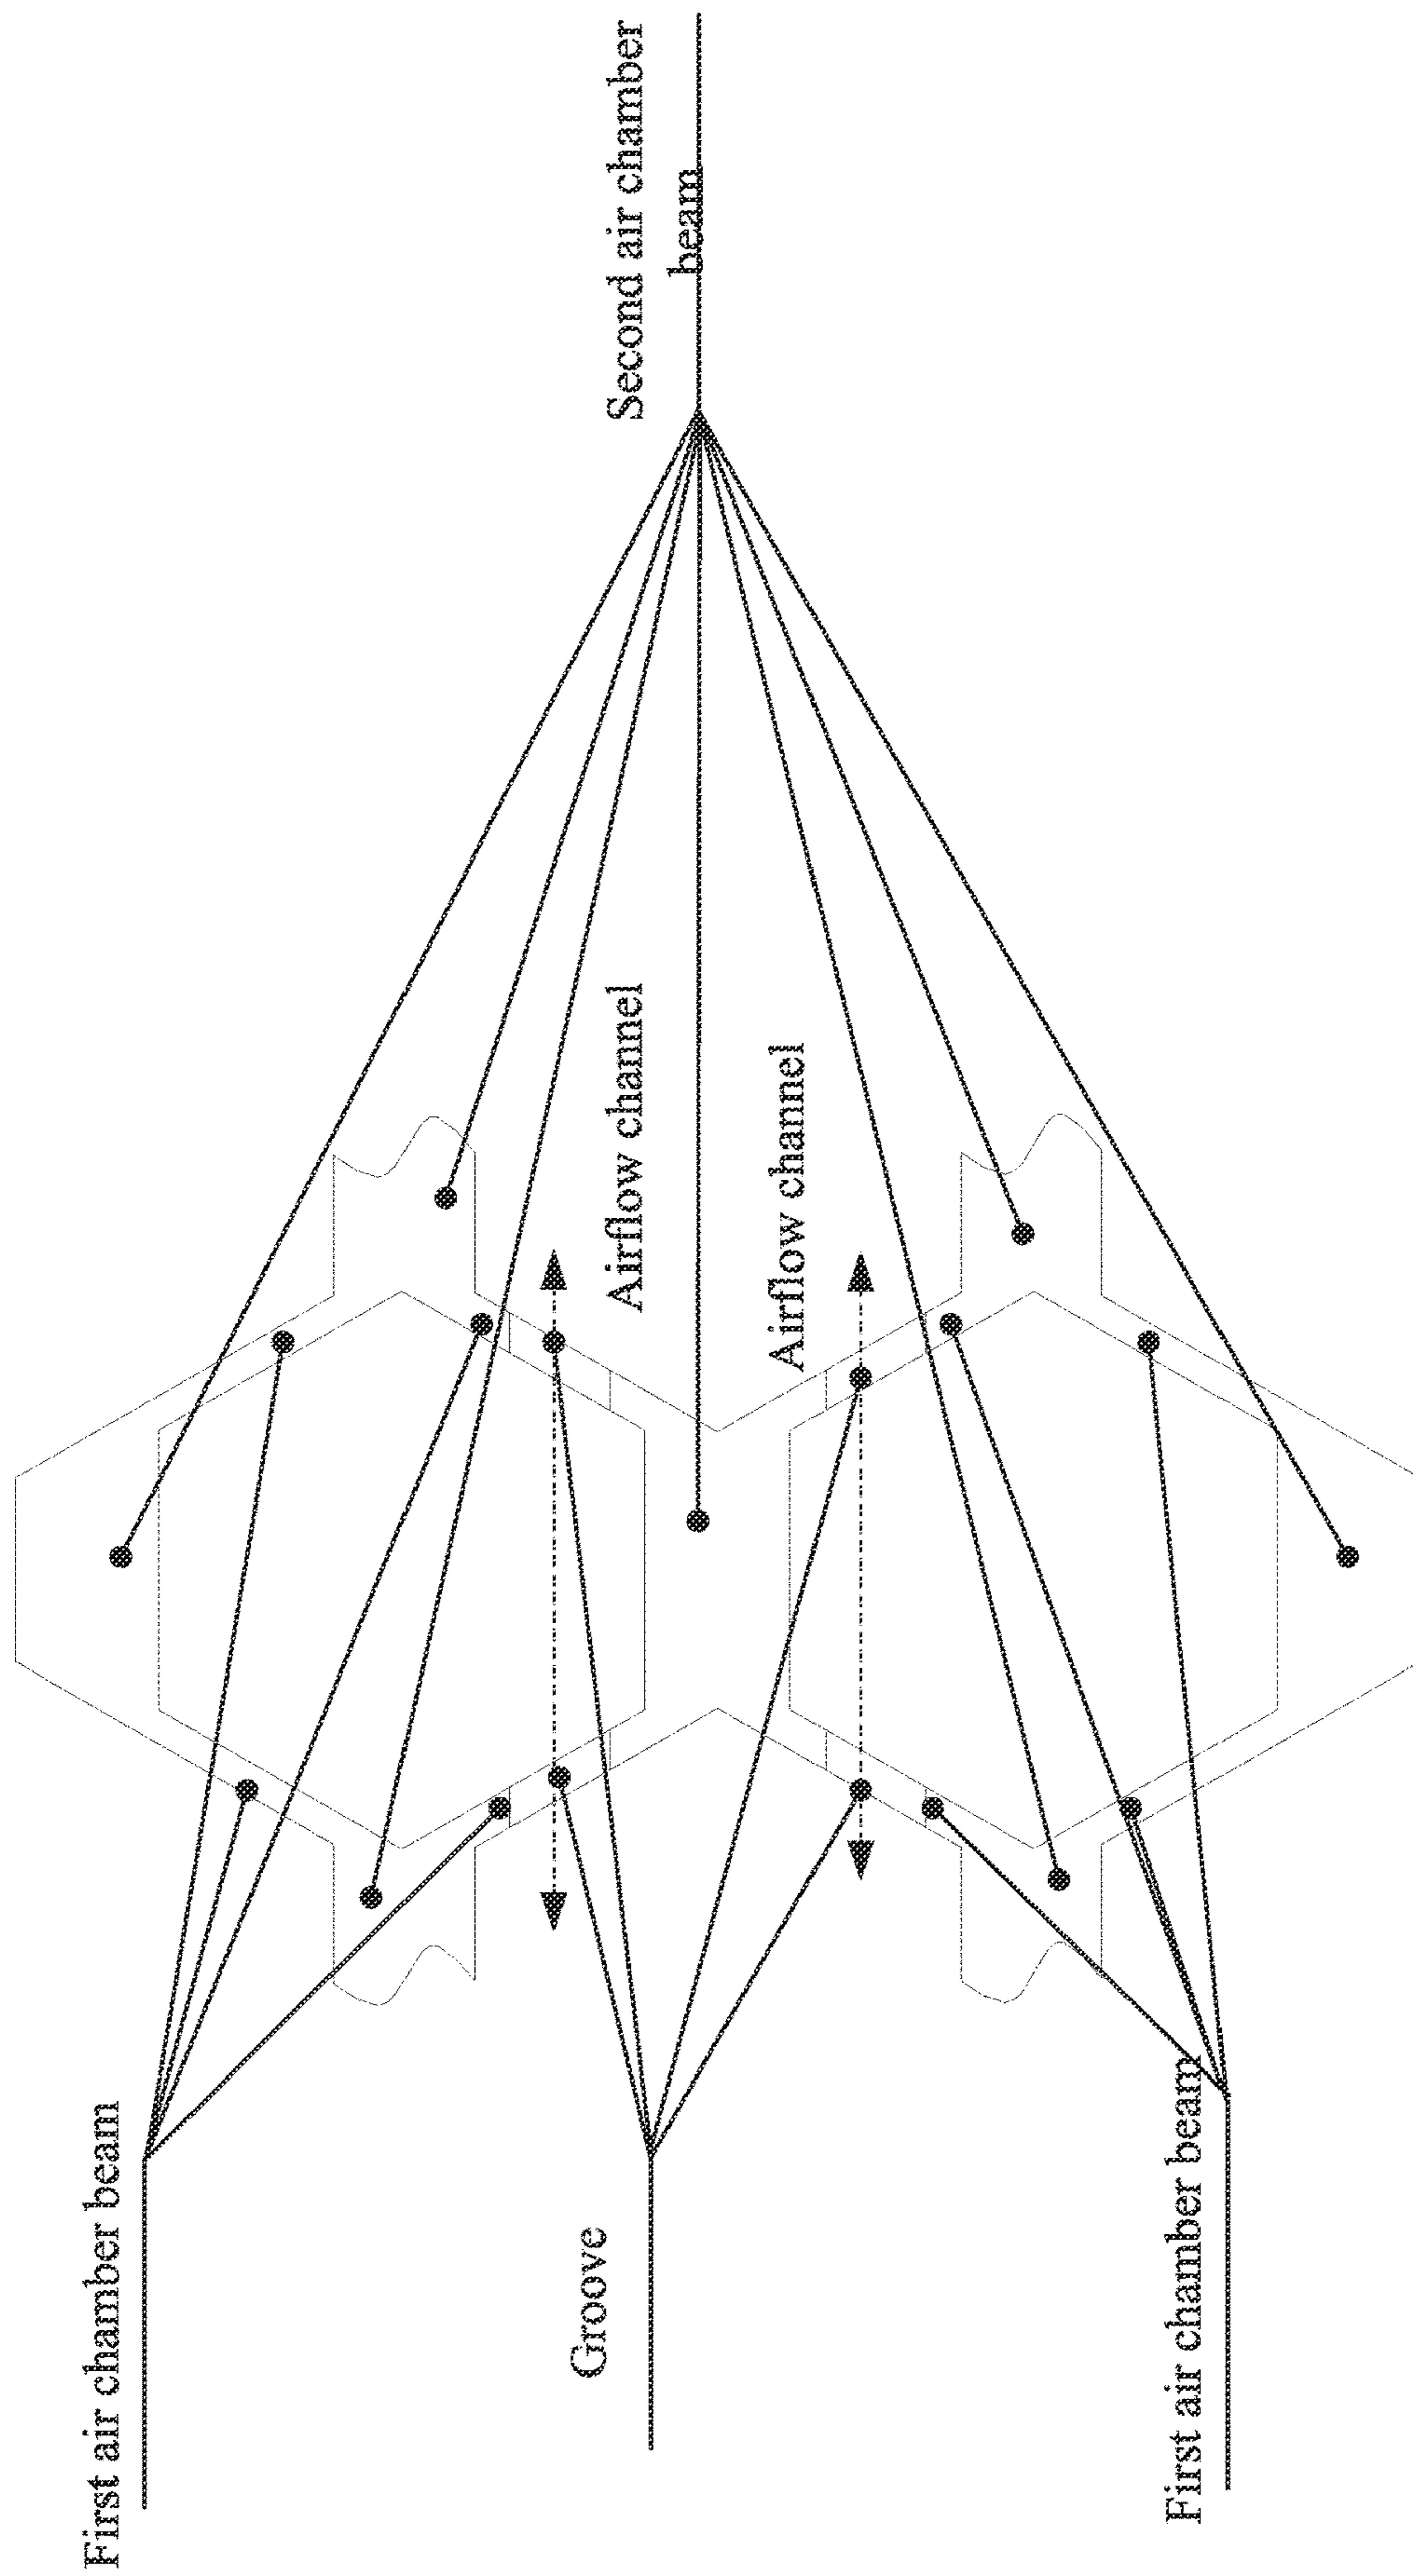 First air chamber beam
Groove
First air chamber beam
Airflow channel
Airflow channel
Second air chamber
beam